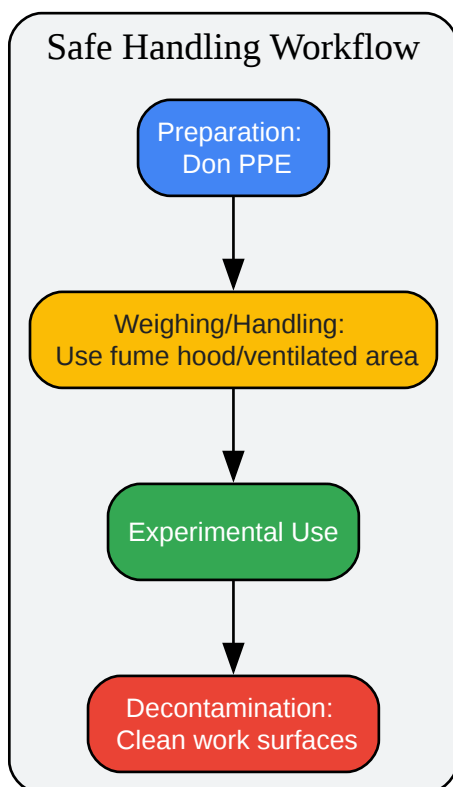 Safe Handling Workflow
Preparation:
Don PPE
Weighing/Handling:
Use fume hood/ventilated area
Experimental Use
Decontamination:
Clean work surfaces